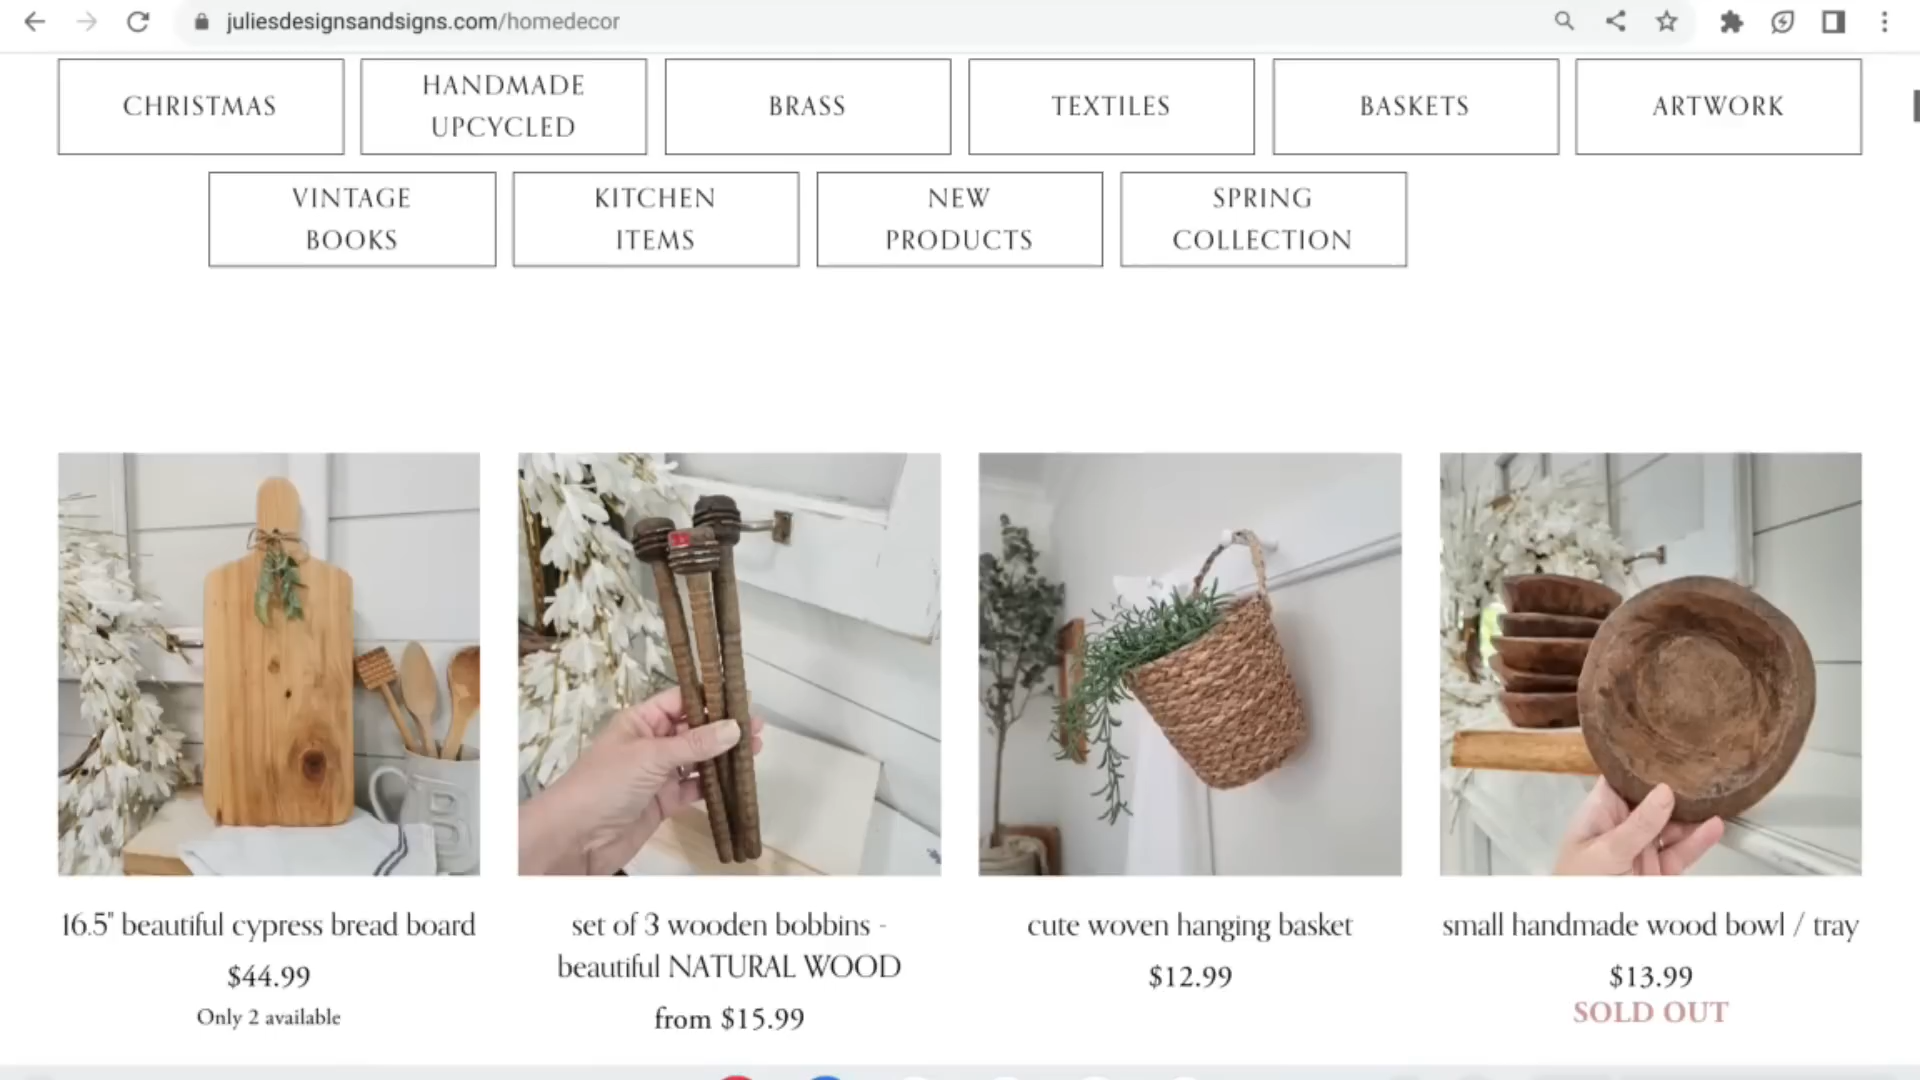 juliesdesignsandsigns.com/homedecor
CHRISTMAS
HANDMADE
UPCYCLED
BRASS
TEXTILES
BASKETS
ARTWORK
VINTAGE
BOOKS
KITCHEN
ITEMS
NEW
PRODUCTS
SPRING
COLLECTION
B
16.5" beautiful cypress bread board
$44.99
Only 2 available
set of 3 wooden bobbins -
beautiful NATURAL WOOD
from $15.99
cute woven hanging basket
$12.99
small handmade wood bowl / tray
$13.99
SOLD OUT